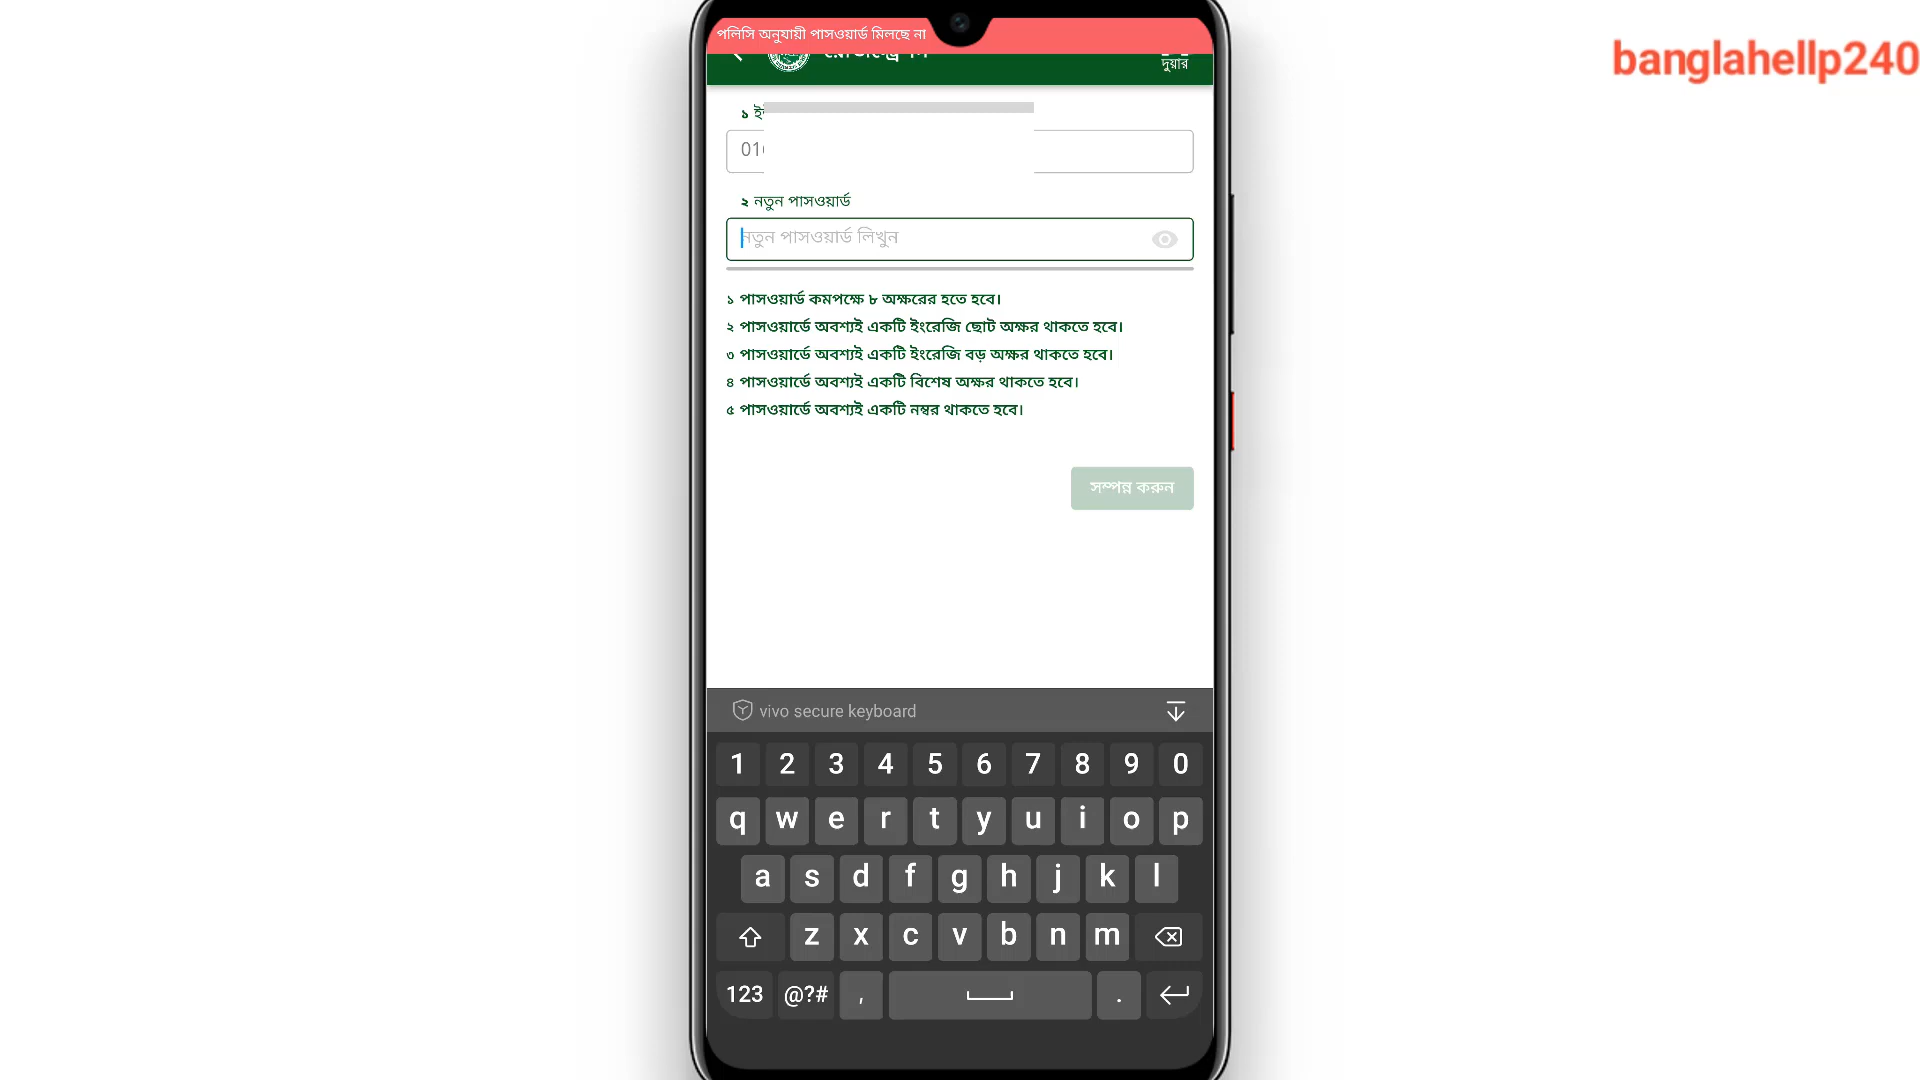 banglahellp240
পলিসি অনুযায়ী পাসওয়ার্ড মিলছে না
দুয়ার
১
01
২ নতুন পাসওয়ার্ড
নতুন পাসওয়ার্ড লিখুন
১ পাসওয়ার্ড কমপক্ষে ৮ অক্ষরের হতে হবে।
২ পাসওয়ার্ডে অবশ্যই একটি ইংরেজি ছোট অক্ষর থাকতে হবে।
৩ পাসওয়ার্ডে অবশ্যই একটি ইংরেজি বড় অক্ষর থাকতে হবে।
৪ পাসওয়ার্ডে অবশ্যই একটি বিশেষ অক্ষর থাকতে হবে।
৫ পাসওয়ার্ডে অবশ্যই একটি নম্বর থাকতে হবে।
সম্পন্ন করুন
vivo secure keyboard
1 2 3 4 5 6 7 8 9 0
q w e r t y u i o p
a s d f g h j k l
z x c v b n m
123 @?# , .